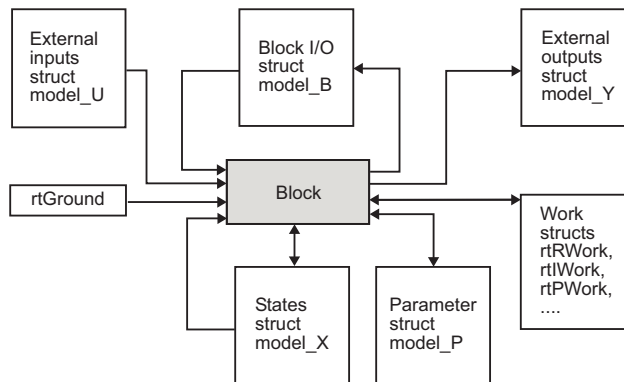 External
inputs
struct
model_U
Block I/O
struct
model_B
External
outputs
struct
model_Y
Block
rtGround
Work
structs
rtRWork,
rtIWork,
rtPWork,
....
States
struct
model_X
Parameter
struct
model_P